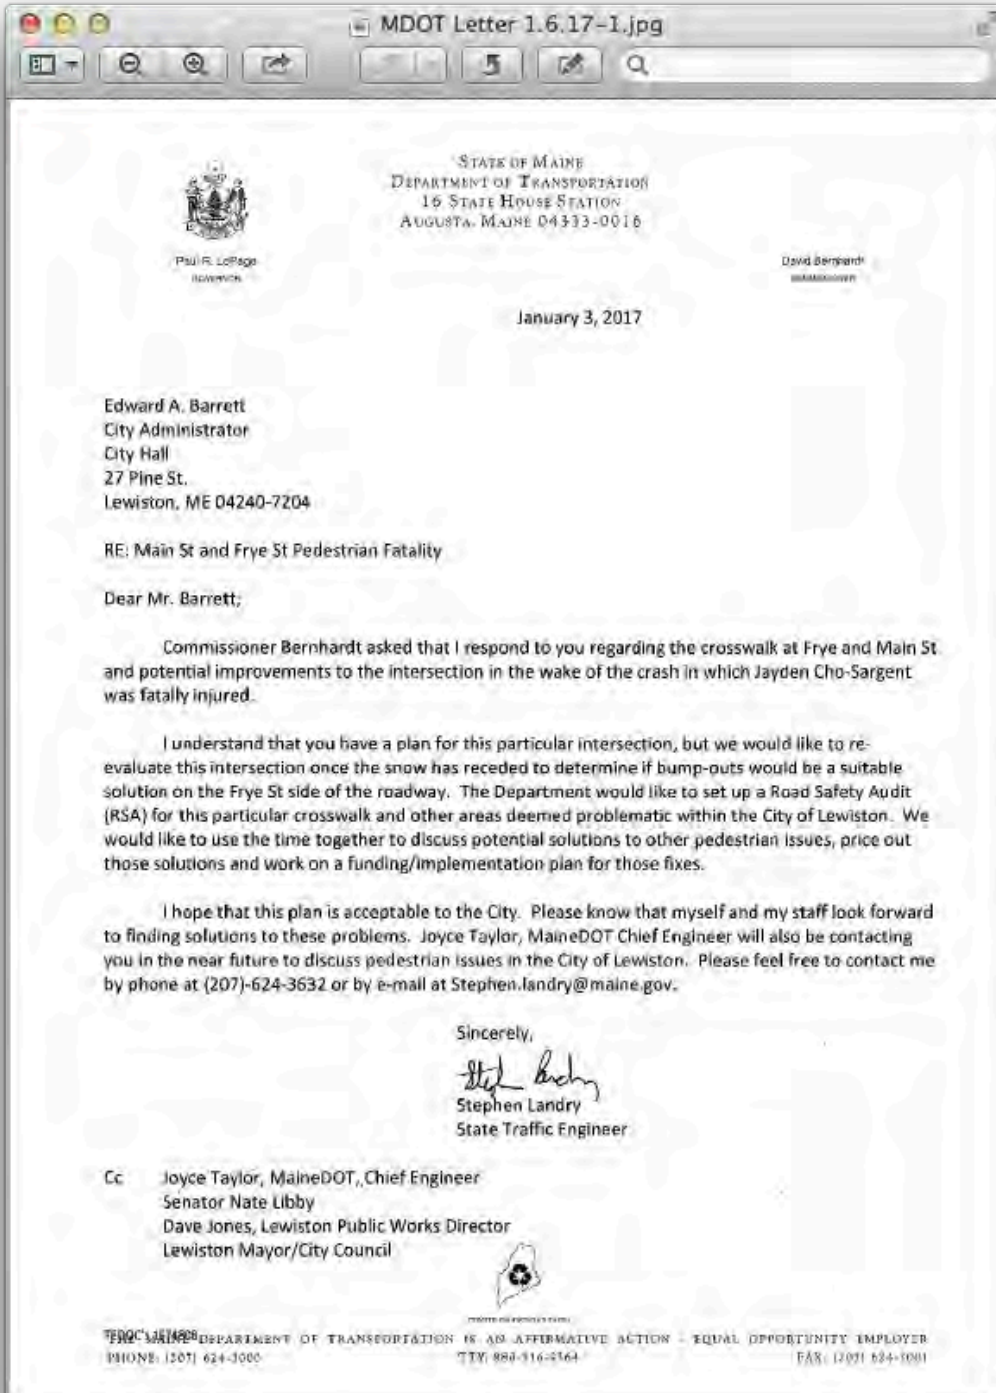 MDOT Letter 1.6.17-1.jpg
STATE OF MAINE
DEPARTMENT OF TRANSPORTATION
16 STATE HOUSE STATION
AUGUSTA, MAINE 04333-0016
Paul R. LePage
GOVERNOR
David Bernhardt
COMMISSIONER
January 3, 2017
Edward A. Barrett
City Administrator
City Hall
27 Pine St.
Lewiston, ME 04240-7204
RE: Main St and Frye St Pedestrian Fatality
Dear Mr. Barrett;
Commissioner Bernhardt asked that I respond to you regarding the crosswalk at Frye and Main St
and potential improvements to the intersection in the wake of the crash in which Jayden Cho-Sargent
was fatally injured.
I understand that you have a plan for this particular intersection, but we would like to re-
evaluate this intersection once the snow has receded to determine if bump-outs would be a suitable
solution on the Frye St side of the roadway. The Department would like to set up a Road Safety Audit
(RSA) for this particular crosswalk and other areas deemed problematic within the City of Lewiston. We
would like to use the time together to discuss potential solutions to other pedestrian issues, price out
those solutions and work on a funding/implementation plan for those fixes.
I hope that this plan is acceptable to the City. Please know that myself and my staff look forward
to finding solutions to these problems. Joyce Taylor, MaineDOT Chief Engineer will also be contacting
you in the near future to discuss pedestrian issues in the City of Lewiston. Please feel free to contact me
by phone at (207)-624-3632 or by e-mail at Stephen.landry@maine.gov.
Sincerely,
Stephen Landry
State Traffic Engineer
Cc Joyce Taylor, MaineDOT, Chief Engineer
Senator Nate Libby
Dave Jones, Lewiston Public Works Director
Lewiston Mayor/City Council
THE MAINE DEPARTMENT OF TRANSPORTATION IS AN AFFIRMATIVE ACTION - EQUAL OPPORTUNITY EMPLOYER
PHONE: (207) 624-3000
TTY:
FAX: (207) 624-3001